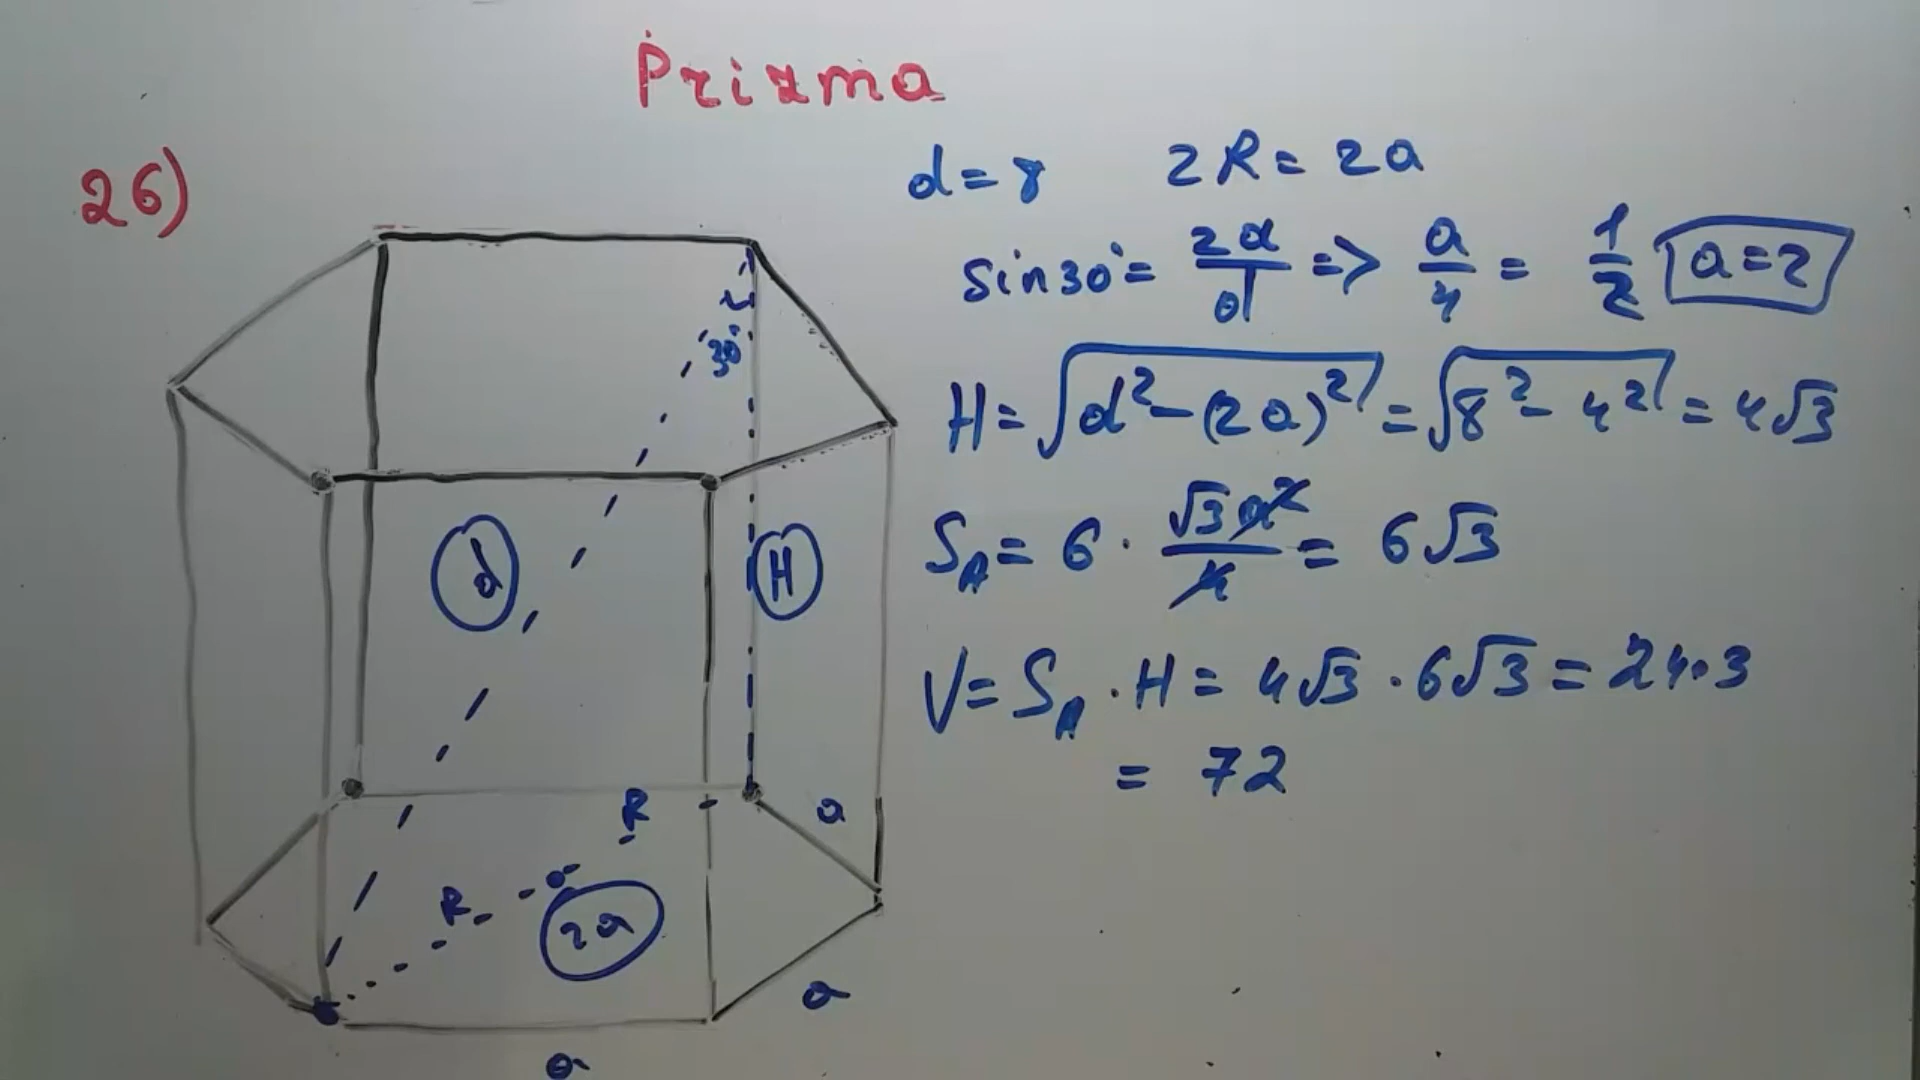 Prizma
26)
d=8 2R=2a
sin30°= 2a/d => a/4 = 1/2 a=2
H=√(d²-(2a)²)=√(8²-4²)=4√3
S_A=6·√3a²/4=6√3
V=S_A·H=4√3·6√3=24·3
=72
30°
d
H
R
a
R
2a
a
a